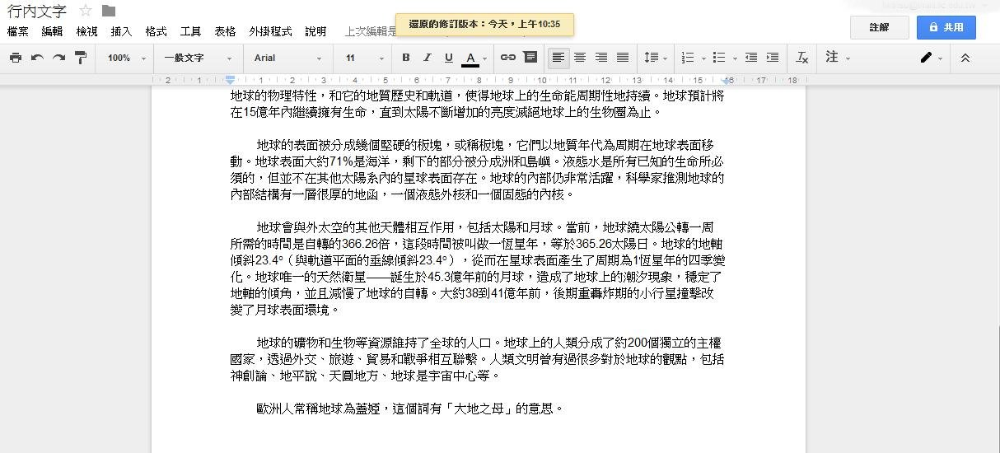 行內文字
檔案 編輯 檢視 插入 格式 工具 表格 外掛程式 說明 上次編輯是
還原的修訂版本：今天，上午10:35
註解 共用
100% 一般文字 Arial 11 B I U A 注
2 1 1 2 3 4 5 6 7 8 9 10 11 12 13 14 15 16 17 18
地球的物理特性，和它的地質歷史和軌道，使得地球上的生命能周期性地持續。地球預計將
在15億年內繼續擁有生命，直到太陽不斷增加的亮度滅絕地球上的生物圈為止。
地球的表面被分成幾個堅硬的板塊，或稱板塊，它們以地質年代為周期在地球表面移
動。地球表面大約71%是海洋，剩下的部分被分成洲和島嶼。液態水是所有已知的生命所必
須的，但並不在其他太陽系內的星球表面存在。地球的內部仍非常活躍，科學家推測地球的
內部結構有一層很厚的地函，一個液態外核和一個固態的內核。
地球會與外太空的其他天體相互作用，包括太陽和月球。當前，地球繞太陽公轉一周
所需的時間是自轉的366.26倍，這段時間被叫做一恆星年，等於365.26太陽日。地球的地軸
傾斜23.4°（與軌道平面的垂線傾斜23.4°），從而在星球表面產生了周期為1恆星年的四季變
化。地球唯一的天然衛星——誕生於45.3億年前的月球，造成了地球上的潮汐現象，穩定了
地軸的傾角，並且減慢了地球的自轉。大約38到41億年前，後期重轟炸期的小行星撞擊改
變了月球表面環境。
地球的礦物和生物等資源維持了全球的人口。地球上的人類分成了約200個獨立的主權
國家，透過外交、旅遊、貿易和戰爭相互聯繫。人類文明曾有過很多對於地球的觀點，包括
神創論、地平說、天圓地方、地球是宇宙中心等。
歐洲人常稱地球為蓋婭，這個詞有「大地之母」的意思。